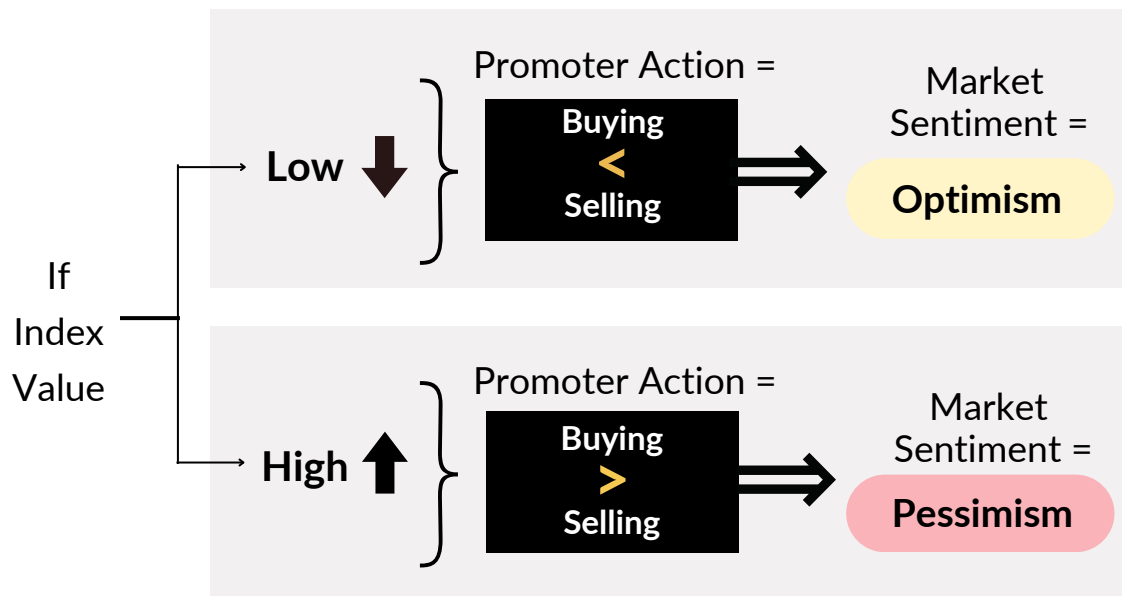 If
Index
Value
Low
Promoter Action =
Buying
<
Selling
Market
Sentiment =
Optimism
High
Promoter Action =
Buying
>
Selling
Market
Sentiment =
Pessimism